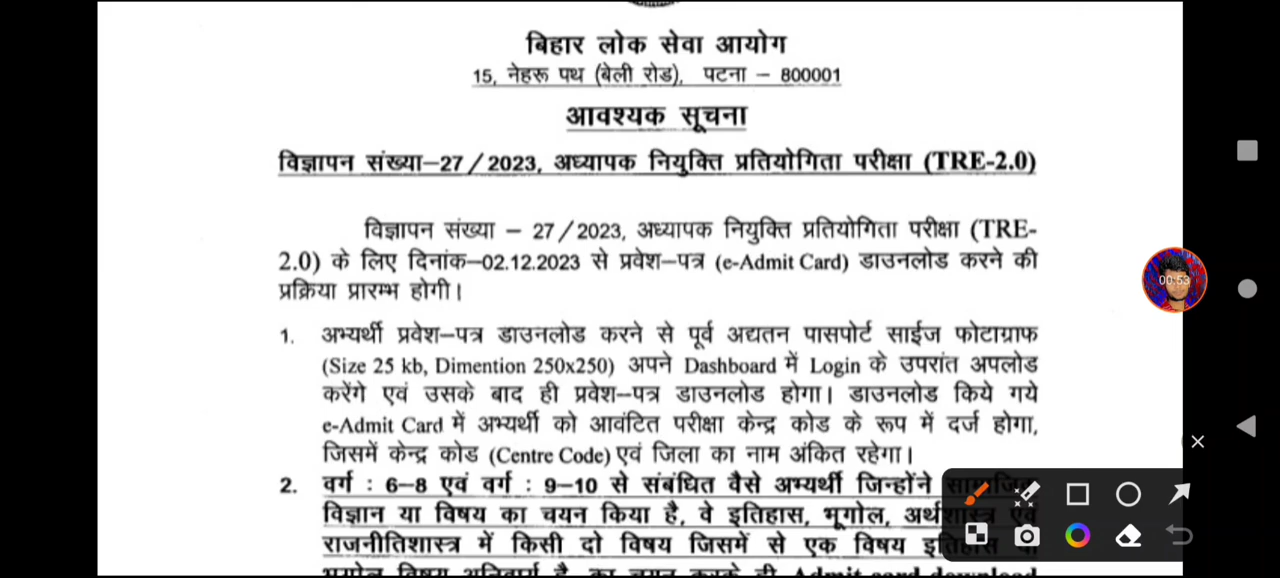 बिहार लोक सेवा आयोग
15, नेहरू पथ (बेली रोड), पटना – 800001
आवश्यक सूचना
विज्ञापन संख्या–27/2023, अध्यापक नियुक्ति प्रतियोगिता परीक्षा (TRE-2.0)
विज्ञापन संख्या – 27/2023, अध्यापक नियुक्ति प्रतियोगिता परीक्षा (TRE-
2.0) के लिए दिनांक–02.12.2023 से प्रवेश–पत्र (e-Admit Card) डाउनलोड करने की
प्रक्रिया प्रारम्भ होगी।
1. अभ्यर्थी प्रवेश–पत्र डाउनलोड करने से पूर्व अद्यतन पासपोर्ट साईज फोटाग्राफ
(Size 25 kb, Dimention 250x250) अपने Dashboard में Login के उपरांत अपलोड
करेंगे एवं उसके बाद ही प्रवेश–पत्र डाउनलोड होगा। डाउनलोड किये गये
e-Admit Card में अभ्यर्थी को आवंटित परीक्षा केन्द्र कोड के रूप में दर्ज होगा,
जिसमें केन्द्र कोड (Centre Code) एवं जिला का नाम अंकित रहेगा।
2. वर्ग : 6–8 एवं वर्ग : 9–10 से संबंधित वैसे अभ्यर्थी जिन्होंने
विज्ञान या विषय का चयन किया है, वे इतिहास, भूगोल,
राजनीतिशास्त्र में किसी दो विषय जिसमें से एक विषय
00:53